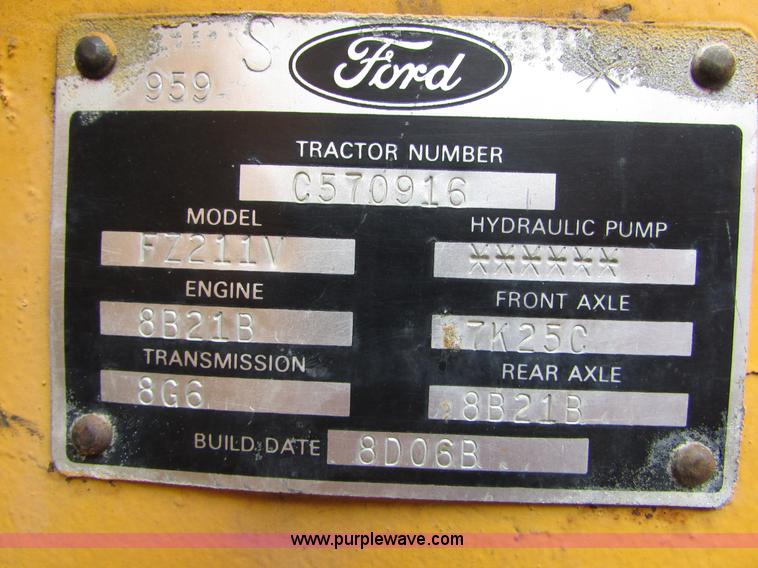 S
959
Ford
TRACTOR NUMBER
C570916
MODEL
FZ211V
HYDRAULIC PUMP
××××××
ENGINE
8B21B
FRONT AXLE
7K25C
TRANSMISSION
8G6
REAR AXLE
8B21B
BUILD DATE 8D06B
www.purplewave.com